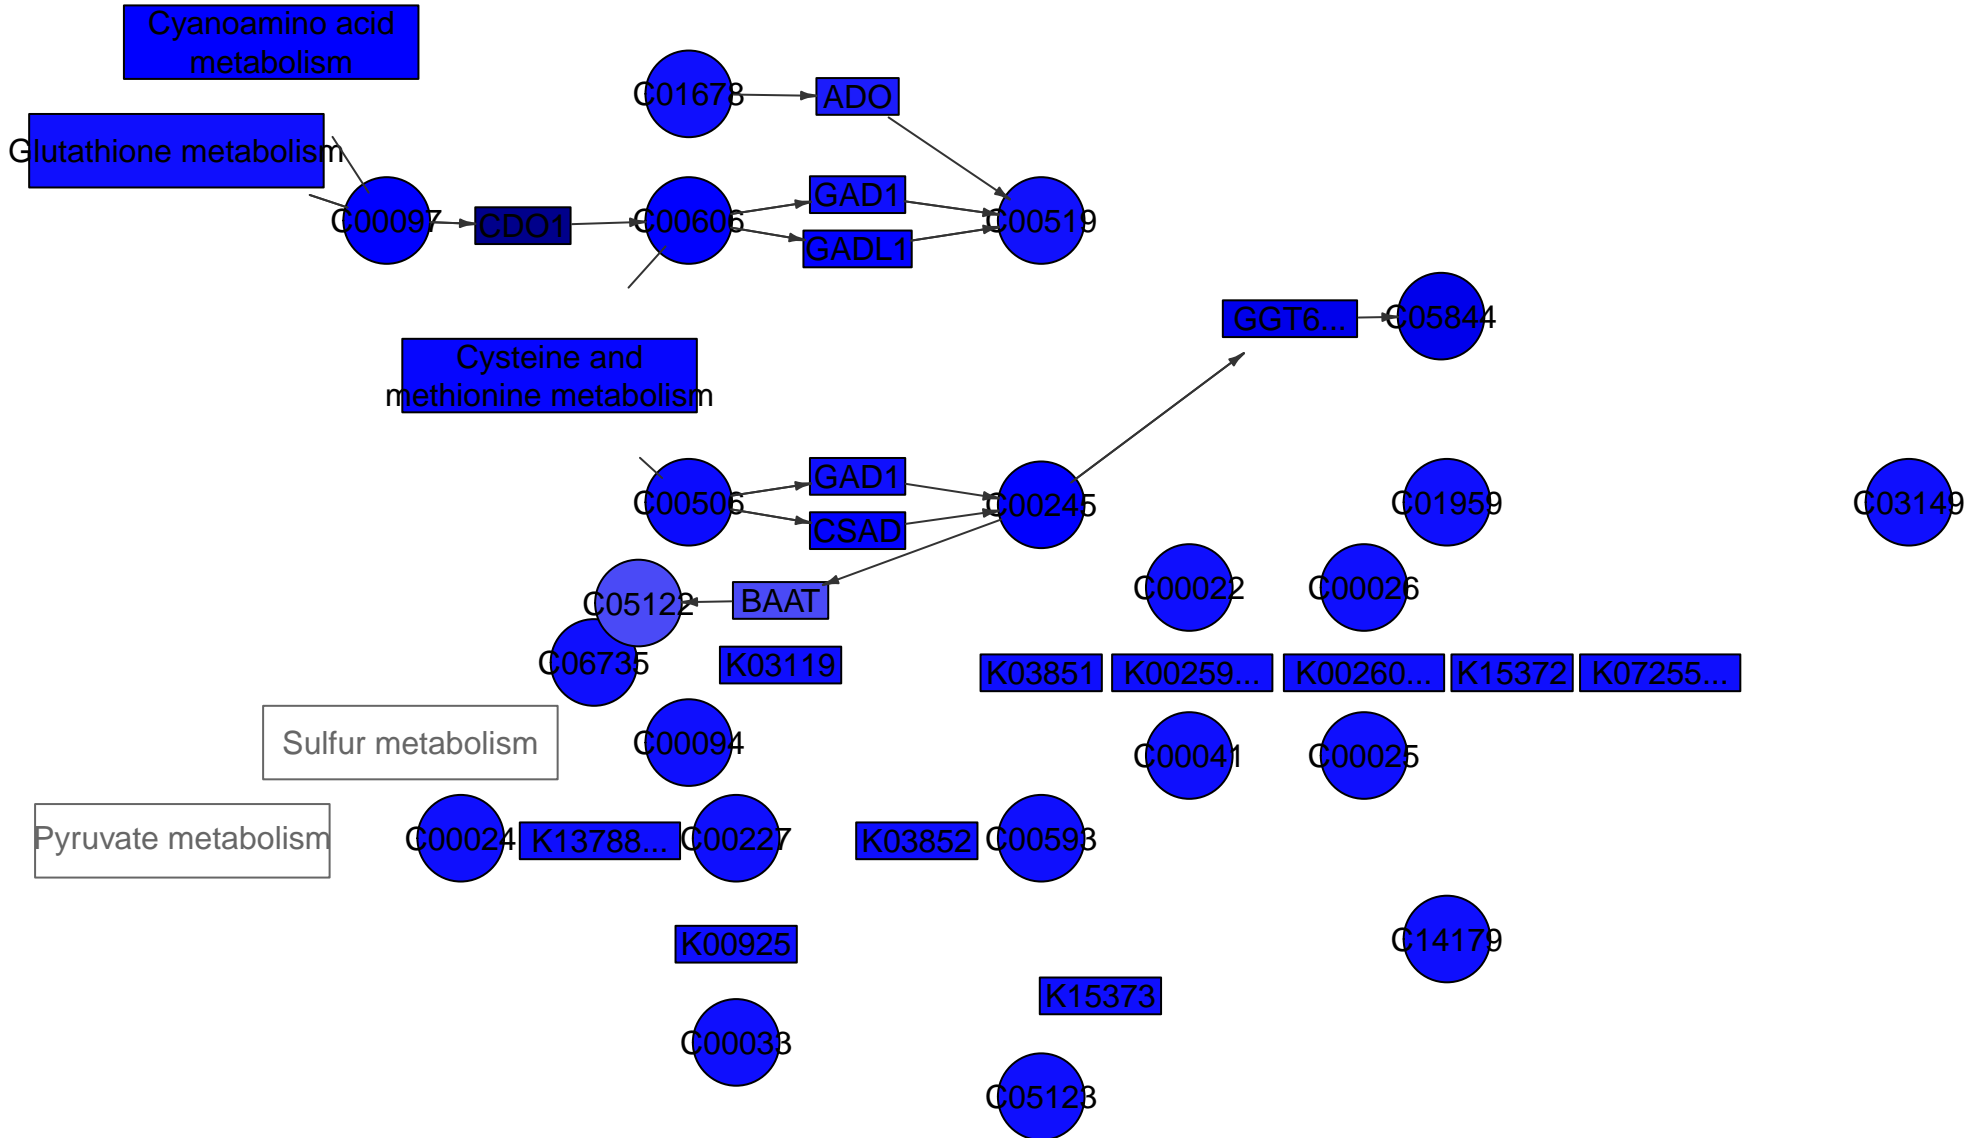 Cyanoamino acid
metabolism
C01678
ADO
Glutathione metabolism
C00097
CDO1
C00606
GAD1
GADL1
C00519
GGT6...
C05844
Cysteine and
methionine metabolism
C00506
GAD1
CSAD
C00245
C01959
C03149
C05122
BAAT
C00022
C00026
C06735
K03119
K03851
K00259...
K00260...
K15372
K07255...
Sulfur metabolism
C00094
C00041
C00025
Pyruvate metabolism
C00024
K13788...
C00227
K03852
C00593
K00925
C14179
K15373
C00033
C05123